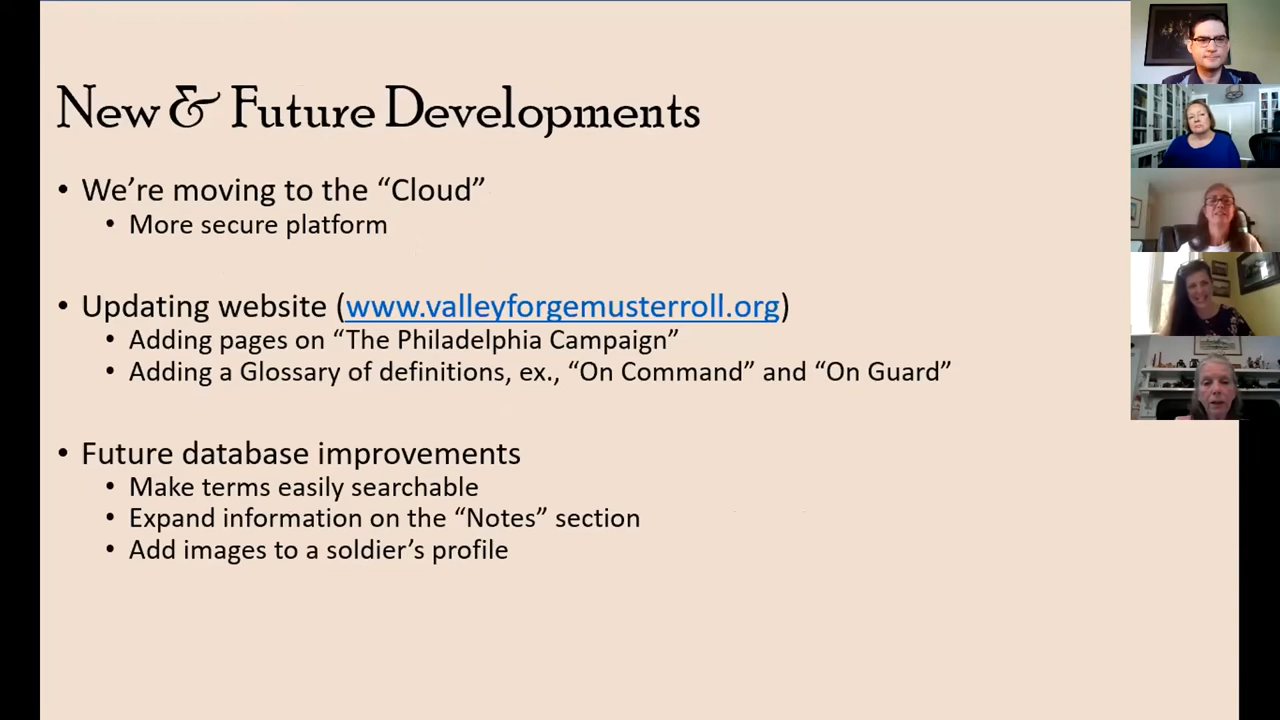 New & Future Developments
• We’re moving to the “Cloud”
• More secure platform
• Updating website (www.valleyforgemusterroll.org)
• Adding pages on “The Philadelphia Campaign”
• Adding a Glossary of definitions, ex., “On Command” and “On Guard”
• Future database improvements
• Make terms easily searchable
• Expand information on the “Notes” section
• Add images to a soldier’s profile